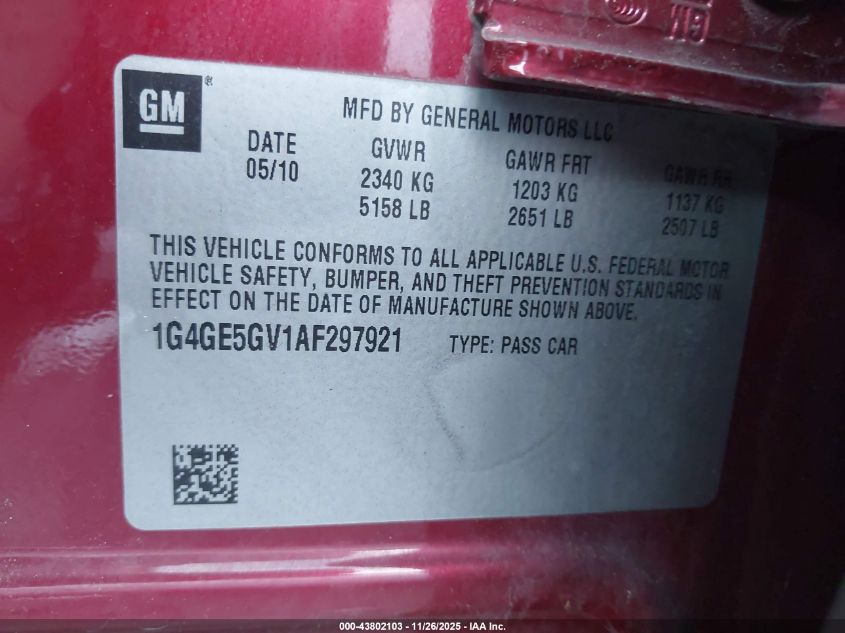 GM®
MFD BY GENERAL MOTORS LLC
DATE GVWR GAWR FRT GAWR RR
05/10 2340 KG 1203 KG 1137 KG
5158 LB 2651 LB 2507 LB
THIS VEHICLE CONFORMS TO ALL APPLICABLE U.S. FEDERAL MOTOR
VEHICLE SAFETY, BUMPER, AND THEFT PREVENTION STANDARDS IN
EFFECT ON THE DATE OF MANUFACTURE SHOWN ABOVE.
1G4GE5GV1AF297921 TYPE: PASS CAR
000-43802103 - 11/26/2025 - IAA Inc.